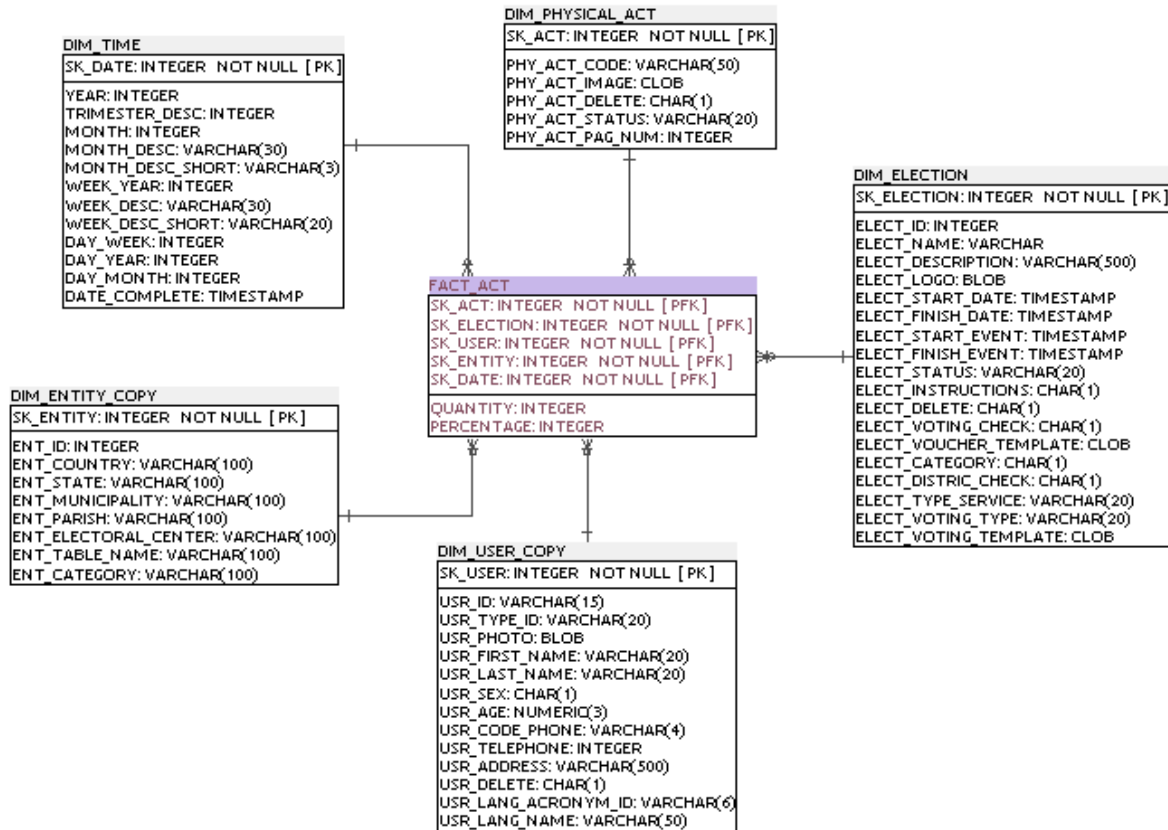 DIM_PHYSICAL_ACT
SK_ACT: INTEGER NOT NULL [ PK ]
PHY_ACT_CODE: VARCHAR(50)
PHY_ACT_IMAGE: CLOB
PHY_ACT_DELETE: CHAR(1)
PHY_ACT_STATUS: VARCHAR(20)
PHY_ACT_PAG_NUM: INTEGER
DIM_TIME
SK_DATE: INTEGER NOT NULL [ PK ]
YEAR: INTEGER
TRIMESTER_DESC: INTEGER
MONTH: INTEGER
MONTH_DESC: VARCHAR(30)
MONTH_DESC_SHORT: VARCHAR(3)
WEEK_YEAR: INTEGER
WEEK_DESC: VARCHAR(30)
WEEK_DESC_SHORT: VARCHAR(20)
DAY_WEEK: INTEGER
DAY_YEAR: INTEGER
DAY_MONTH: INTEGER
DATE_COMPLETE: TIMESTAMP
DIM_ELECTION
SK_ELECTION: INTEGER NOT NULL [ PK ]
ELECT_ID: INTEGER
ELECT_NAME: VARCHAR
ELECT_DESCRIPTION: VARCHAR(500)
ELECT_LOGO: BLOB
ELECT_START_DATE: TIMESTAMP
ELECT_FINISH_DATE: TIMESTAMP
ELECT_START_EVENT: TIMESTAMP
ELECT_FINISH_EVENT: TIMESTAMP
ELECT_STATUS: VARCHAR(20)
ELECT_INSTRUCTIONS: CHAR(1)
ELECT_DELETE: CHAR(1)
ELECT_VOTING_CHECK: CHAR(1)
ELECT_VOUCHER_TEMPLATE: CLOB
ELECT_CATEGORY: CHAR(1)
ELECT_DISTRIC_CHECK: CHAR(1)
ELECT_TYPE_SERVICE: VARCHAR(20)
ELECT_VOTING_TYPE: VARCHAR(20)
ELECT_VOTING_TEMPLATE: CLOB
FACT_ACT
SK_ACT: INTEGER NOT NULL [ PFK ]
SK_ELECTION: INTEGER NOT NULL [ PFK ]
SK_USER: INTEGER NOT NULL [ PFK ]
SK_ENTITY: INTEGER NOT NULL [ PFK ]
SK_DATE: INTEGER NOT NULL [ PFK ]
QUANTITY: INTEGER
PERCENTAGE: INTEGER
DIM_ENTITY_COPY
SK_ENTITY: INTEGER NOT NULL [ PK ]
ENT_ID: INTEGER
ENT_COUNTRY: VARCHAR(100)
ENT_STATE: VARCHAR(100)
ENT_MUNICIPALITY: VARCHAR(100)
ENT_PARISH: VARCHAR(100)
ENT_ELECTORAL_CENTER: VARCHAR(100)
ENT_TABLE_NAME: VARCHAR(100)
ENT_CATEGORY: VARCHAR(100)
DIM_USER_COPY
SK_USER: INTEGER NOT NULL [ PK ]
USR_ID: VARCHAR(15)
USR_TYPE_ID: VARCHAR(20)
USR_PHOTO: BLOB
USR_FIRST_NAME: VARCHAR(20)
USR_LAST_NAME: VARCHAR(20)
USR_SEX: CHAR(1)
USR_AGE: NUMERIC(3)
USR_CODE_PHONE: VARCHAR(4)
USR_TELEPHONE: INTEGER
USR_ADDRESS: VARCHAR(500)
USR_DELETE: CHAR(1)
USR_LANG_ACRONYM_ID: VARCHAR(6)
USR_LANG_NAME: VARCHAR(50)